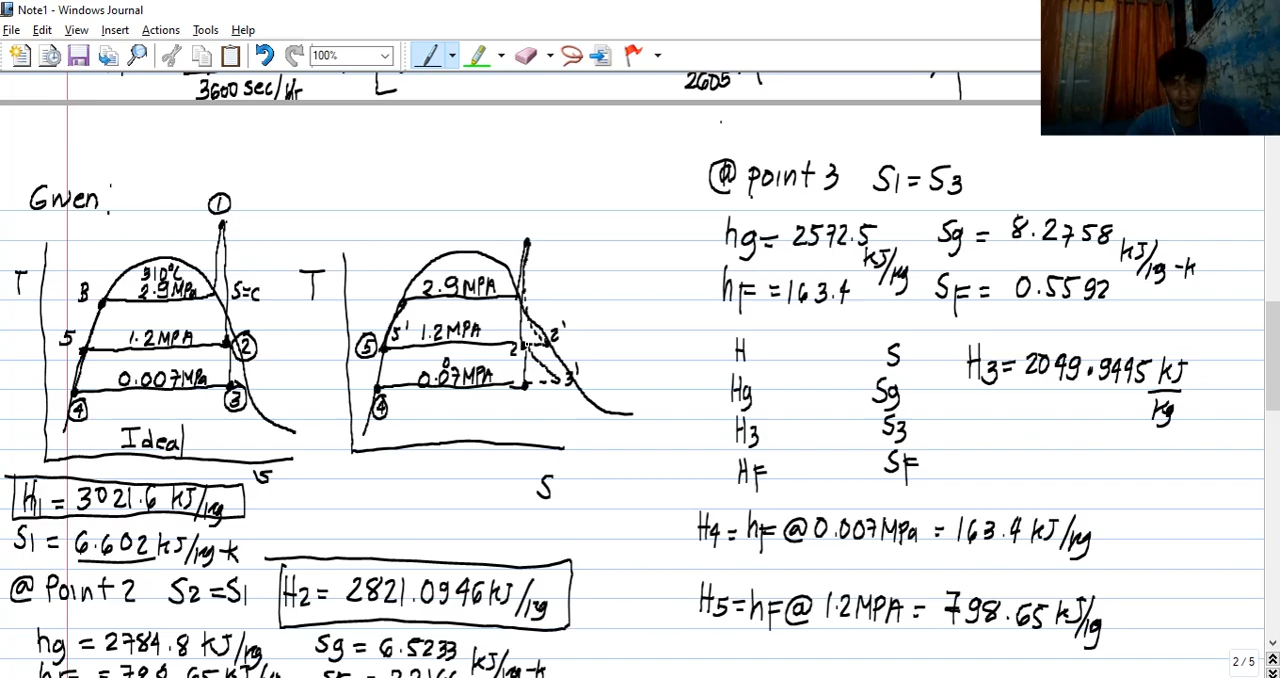 Note1 - Windows Journal
File Edit View Insert Actions Tools Help
100%
3600 sec/hr
2605
Given:
T
1
310°C
2.9MPa
B
S=c
5
1.2MPA
2
0.007MPa
4
3
Ideal
S
T
2.9MPA
5
5'
1.2MPA
2
2'
0.07MPA
0
3'
4
S
H1 = 3021.6 KJ/kg
S1 = 6.602 KJ/kg-K
@ Point 2 S2=S1
H2 = 2821.0946 KJ/kg
hg = 2784.8 KJ/kg Sg = 6.5233
KJ/kg-K
@ point 3 S1=S3
hg = 2572.5 KJ/kg Sg = 8.2758
KJ/kg-K
hF = 163.4 SF = 0.5592
H S
H3 = 2049.9445 KJ/kg
Hg Sg
H3 S3
HF SF
H4 = hF @ 0.007MPa = 163.4 KJ/kg
H5 = hF @ 1.2MPA = 798.65 KJ/kg
2/5